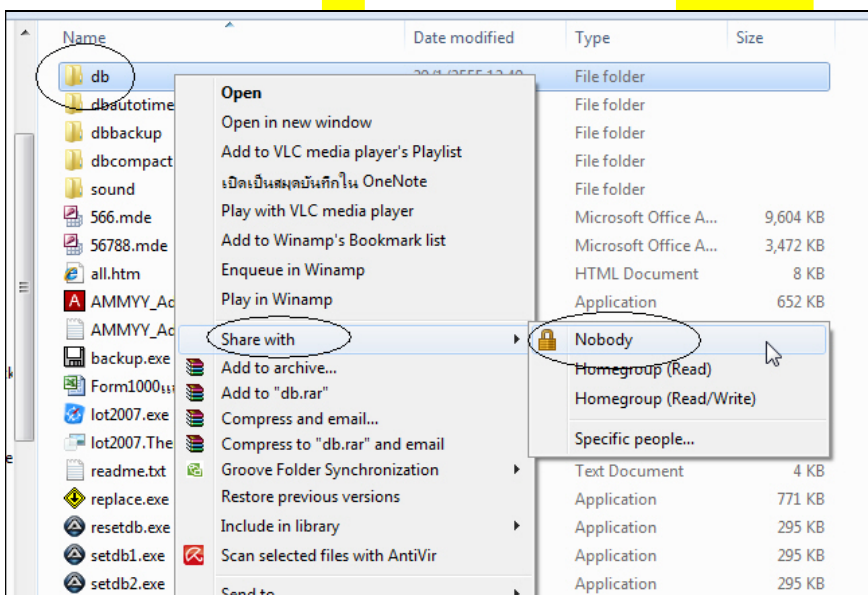 Name Date modified Type Size
db 20/1/2555 13:40 File folder
dbautotime File folder
dbbackup File folder
dbcompact File folder
sound File folder
566.mde Microsoft Office A... 9,604 KB
56788.mde Microsoft Office A... 3,472 KB
all.htm HTML Document 8 KB
AMMYY_Ad Application 652 KB
AMMYY_Ad
backup.exe
Form1000
lot2007.exe
lot2007.The
readme.txt Text Document 4 KB
replace.exe Application 771 KB
resetdb.exe Application 295 KB
setdb1.exe Application 295 KB
setdb2.exe Application 295 KB
Open
Open in new window
Add to VLC media player's Playlist
เปิดเป็นสมุดบันทึกใน OneNote
Play with VLC media player
Add to Winamp's Bookmark list
Enqueue in Winamp
Play in Winamp
Share with
Add to archive...
Add to "db.rar"
Compress and email...
Compress to "db.rar" and email
Groove Folder Synchronization
Restore previous versions
Include in library
Scan selected files with AntiVir
Send to
Nobody
Homegroup (Read)
Homegroup (Read/Write)
Specific people...